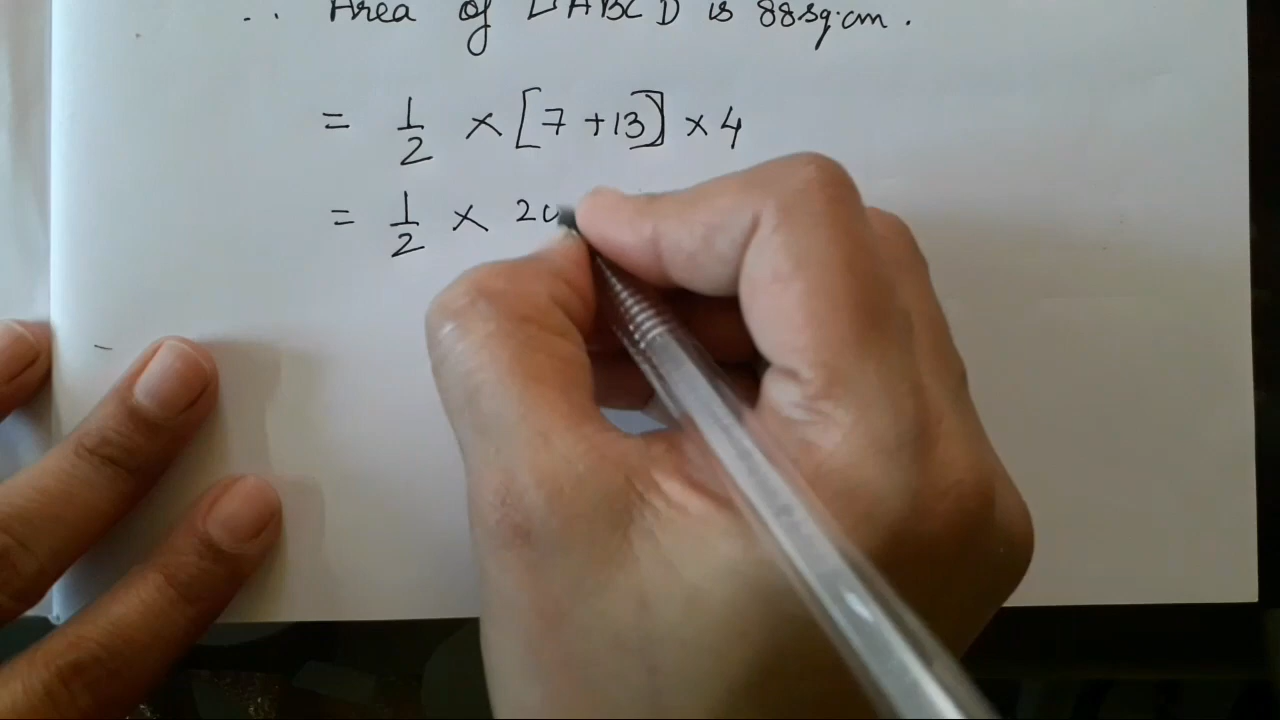 ∴ Area of ▱ABCD is 88sq.cm.
= 1/2 × [7 + 13] × 4
= 1/2 × 20